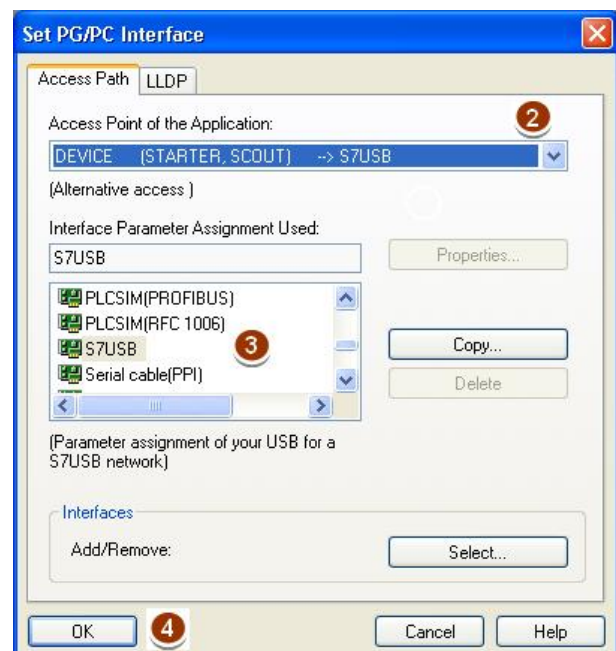 Set PG/PC Interface
Access Path LLDP
Access Point of the Application:
2
DEVICE (STARTER, SCOUT) --> S7USB
(Alternative access )
Interface Parameter Assignment Used:
S7USB
Properties...
PLCSIM(PROFIBUS)
PLCSIM(RFC 1006)
S7USB
3
Copy...
Serial cable(PPI)
Delete
(Parameter assignment of your USB for a
S7USB network)
Interfaces
Add/Remove:
Select...
OK
4
Cancel
Help